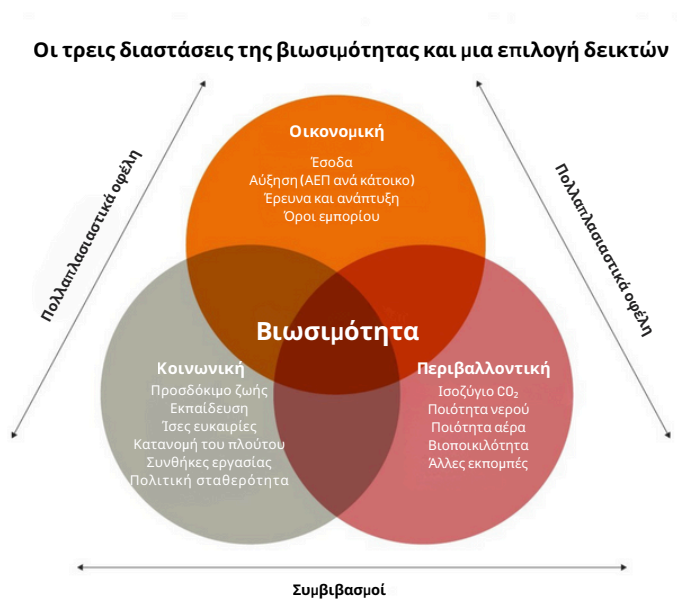 Οι τρεις διαστάσεις της βιωσιμότητας και μια επιλογή δεικτών
Πολλαπλασιαστικά οφέλη
Πολλαπλασιαστικά οφέλη
Οικονομική
Έσοδα
Αύξηση (ΑΕΠ ανά κάτοικο)
Έρευνα και ανάπτυξη
Όροι εμπορίου
Βιωσιμότητα
Κοινωνική
Προσδόκιμο ζωής
Εκπαίδευση
Ίσες ευκαιρίες
Κατανομή του πλούτου
Συνθήκες εργασίας
Πολιτική σταθερότητα
Περιβαλλοντική
Ισοζύγιο CO₂
Ποιότητα νερού
Ποιότητα αέρα
Βιοποικιλότητα
Άλλες εκπομπές
Συμβιβασμοί